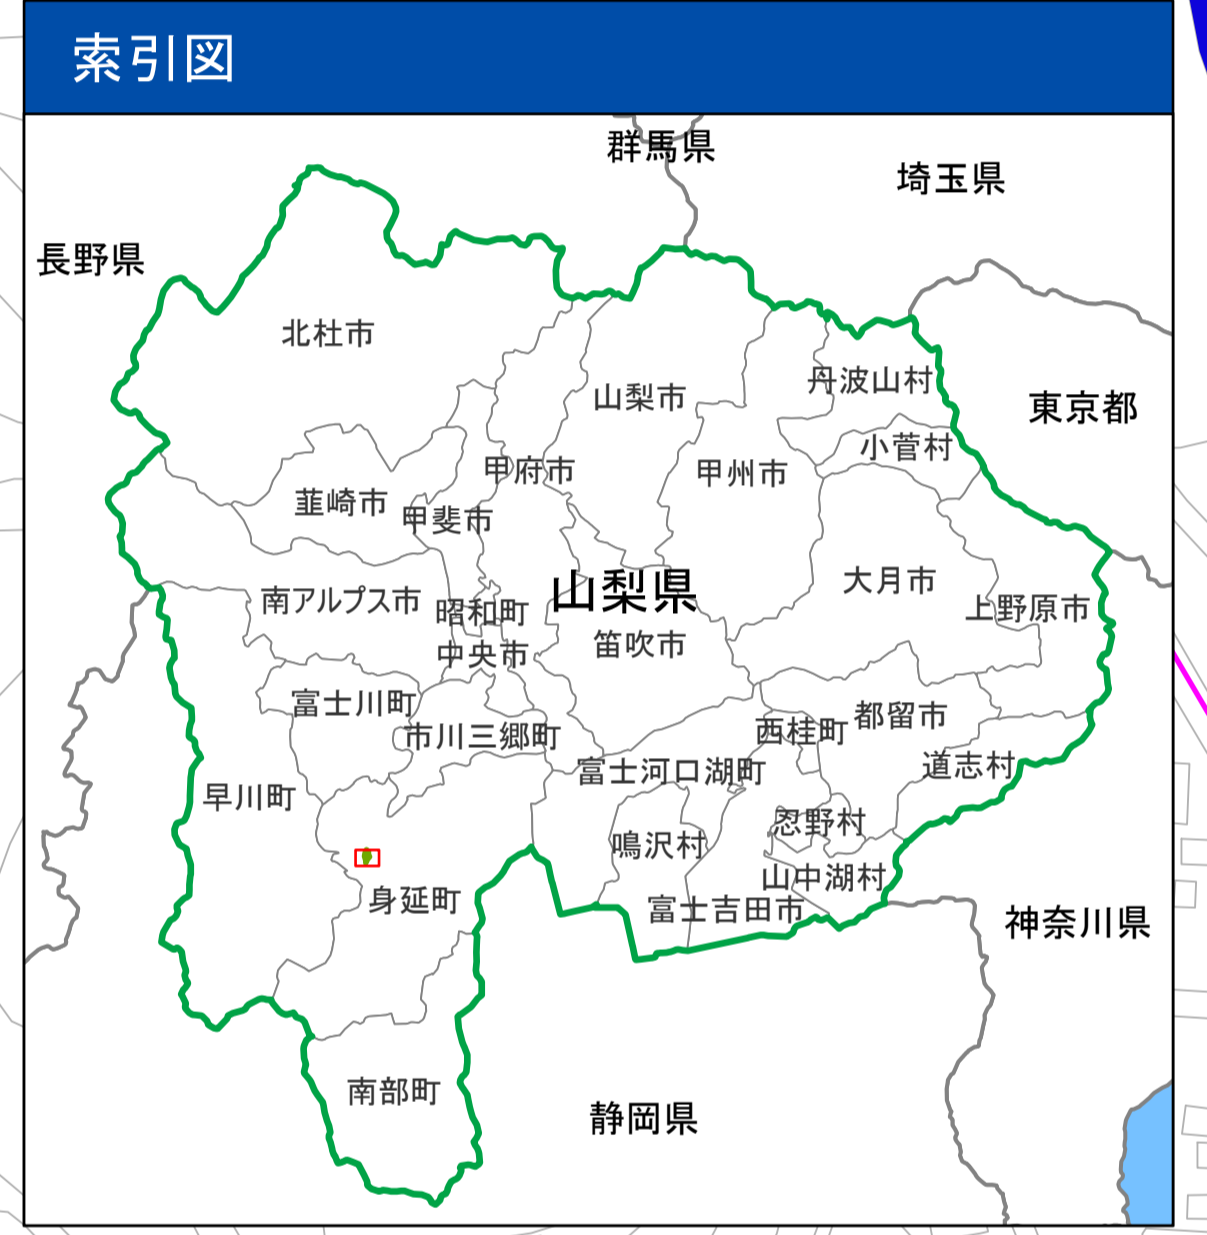 索引図
群馬県
埼玉県
長野県
北杜市
丹波山村
山梨市
東京都
小菅村
甲府市
甲州市
韮崎市
甲斐市
大月市
山梨県
南アルプス市
昭和町
上野原市
笛吹市
中央市
富士川町
都留市
西桂町
市川三郷町
道志村
富士河口湖町
早川町
忍野村
鳴沢村
山中湖村
身延町
富士吉田市
神奈川県
南部町
静岡県